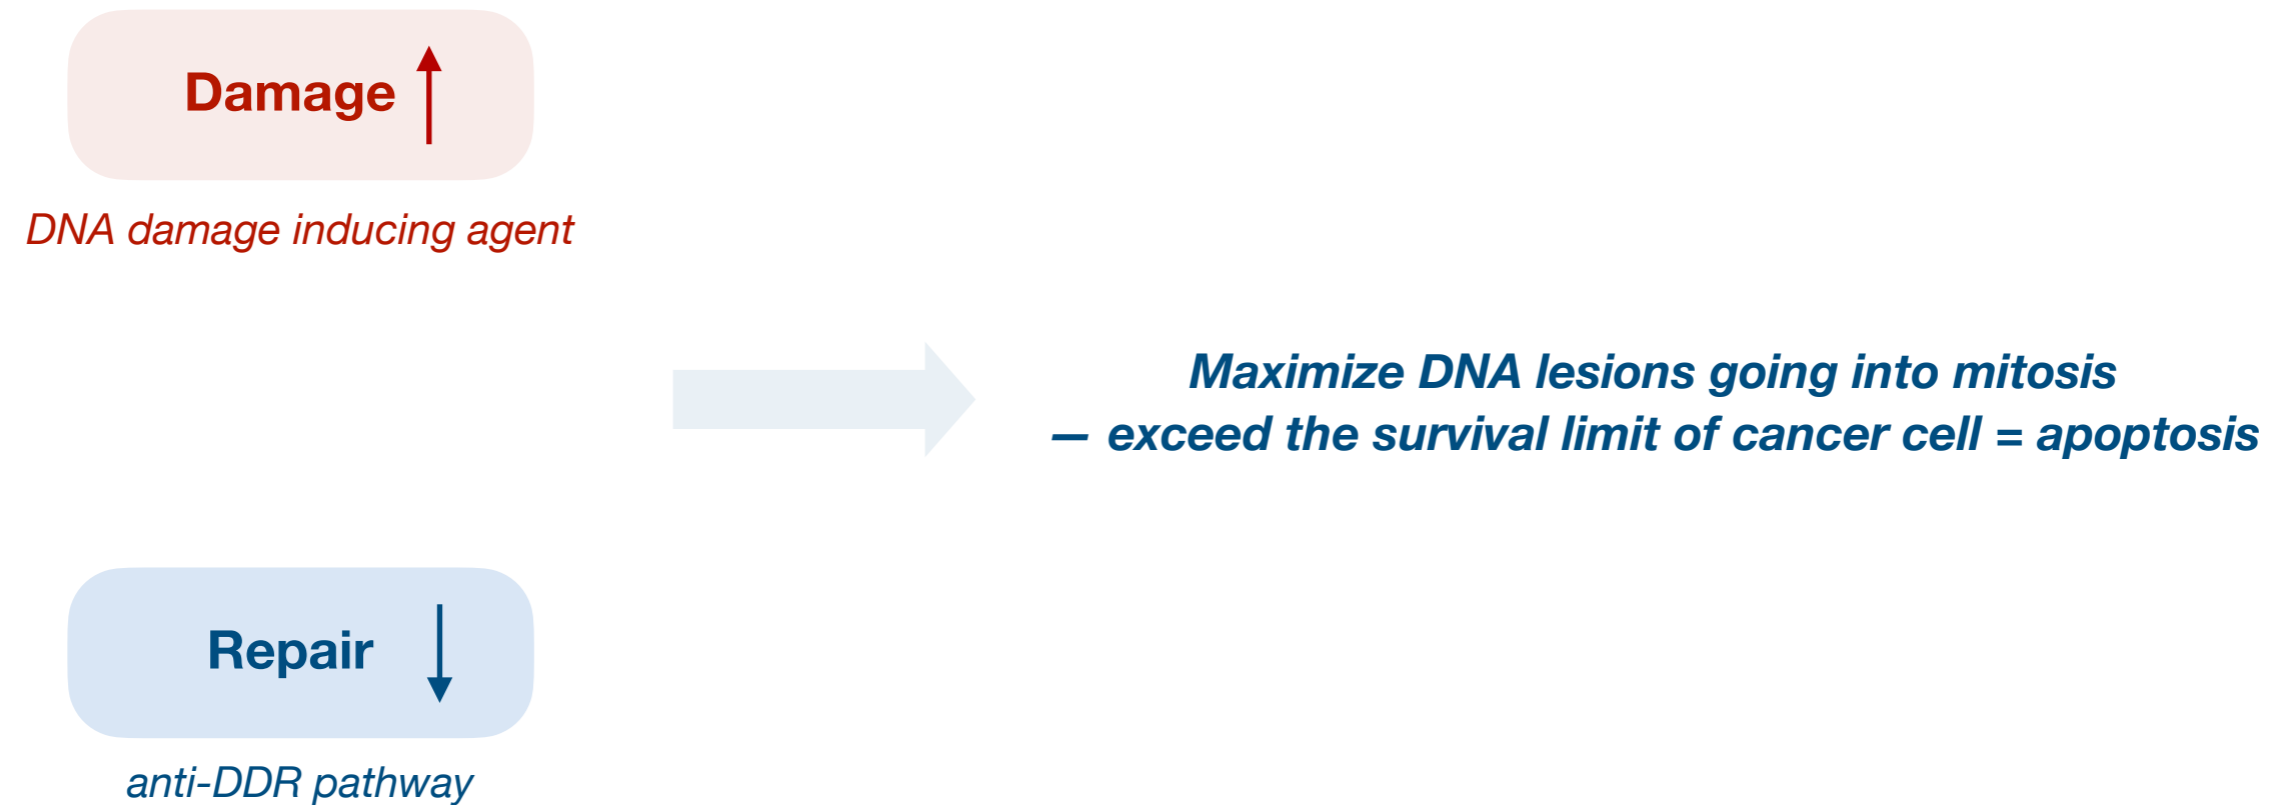 Damage
DNA damage inducing agent
Maximize DNA lesions going into mitosis
— exceed the survival limit of cancer cell = apoptosis
Repair
anti-DDR pathway